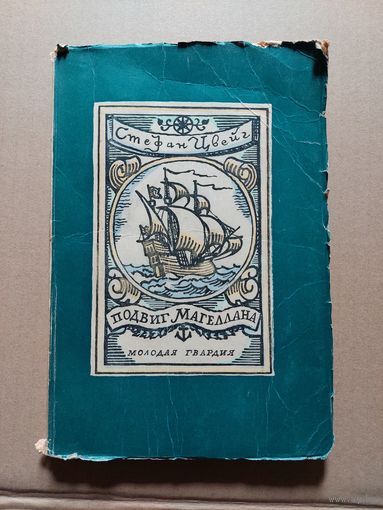 Стефан Цвейг
ПОДВИГ МАГЕЛЛАНА
МОЛОДАЯ ГВАРДИЯ